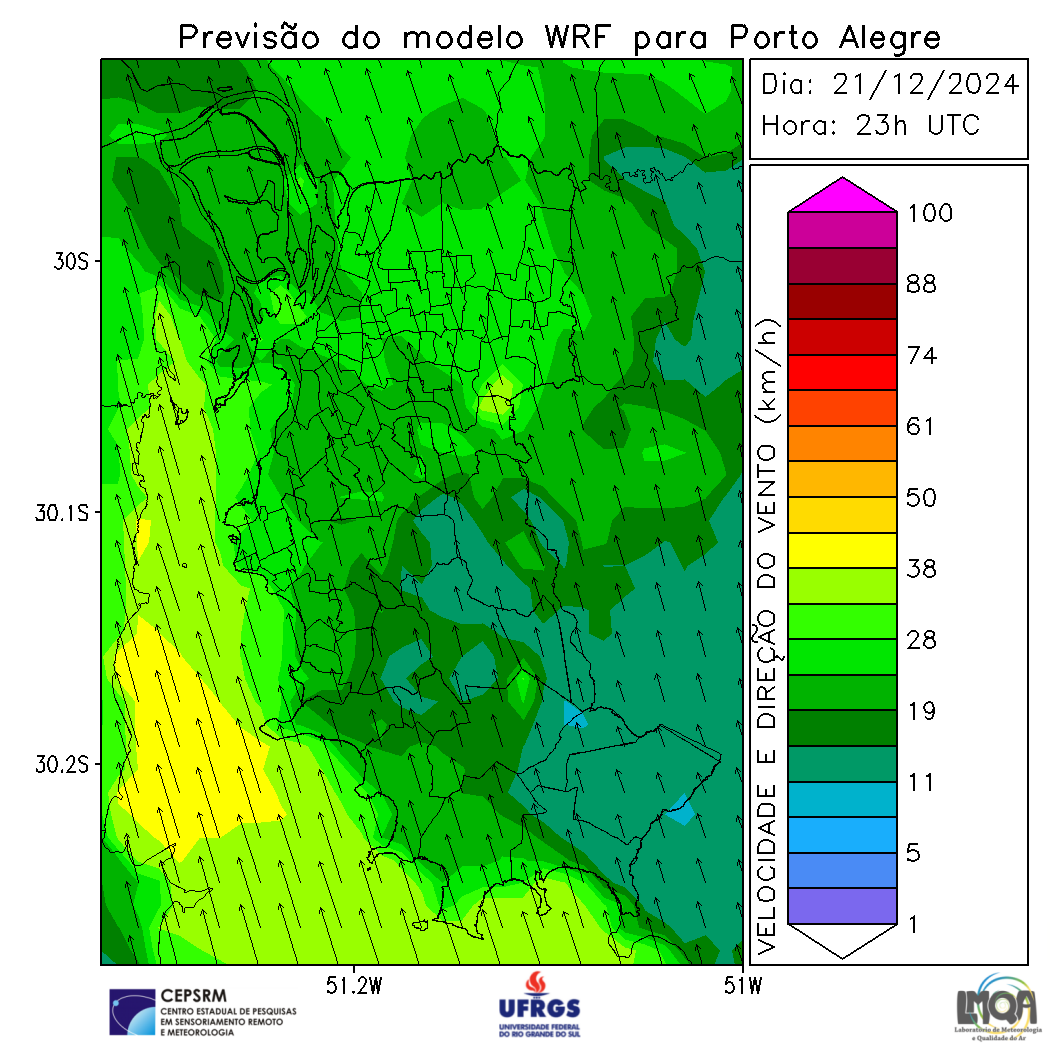 Previsão do modelo WRF para Porto Alegre
Dia: 21/12/2024
Hora: 23h UTC
30S
30.1S
30.2S
51.2W
51W
VELOCIDADE E DIREÇÃO DO VENTO (km/h)
100
88
74
61
50
38
28
19
11
5
1
CEPSRM
CENTRO ESTADUAL DE PESQUISAS
EM SENSORIAMENTO REMOTO
E METEOROLOGIA
UFRGS
UNIVERSIDADE FEDERAL
DO RIO GRANDE DO SUL
LMQA
Laboratório de Meteorologia
e Qualidade do Ar